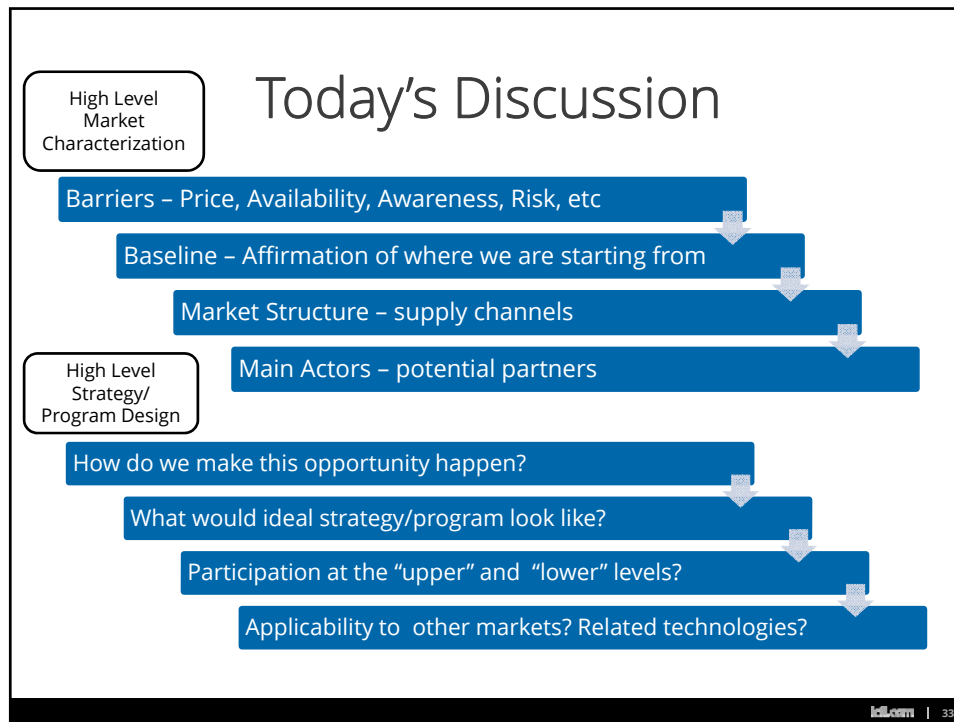 Today's Discussion
High Level
Market
Characterization
Barriers – Price, Availability, Awareness, Risk, etc
Baseline – Affirmation of where we are starting from
Market Structure – supply channels
Main Actors – potential partners
High Level
Strategy/
Program Design
How do we make this opportunity happen?
What would ideal strategy/program look like?
Participation at the “upper” and “lower” levels?
Applicability to other markets? Related technologies?
| 33